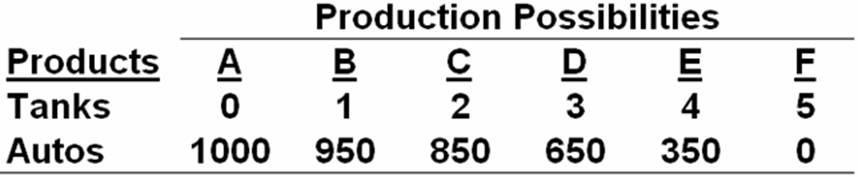 Production Possibilities
Products A B C D E F
Tanks 0 1 2 3 4 5
Autos 1000 950 850 650 350 0